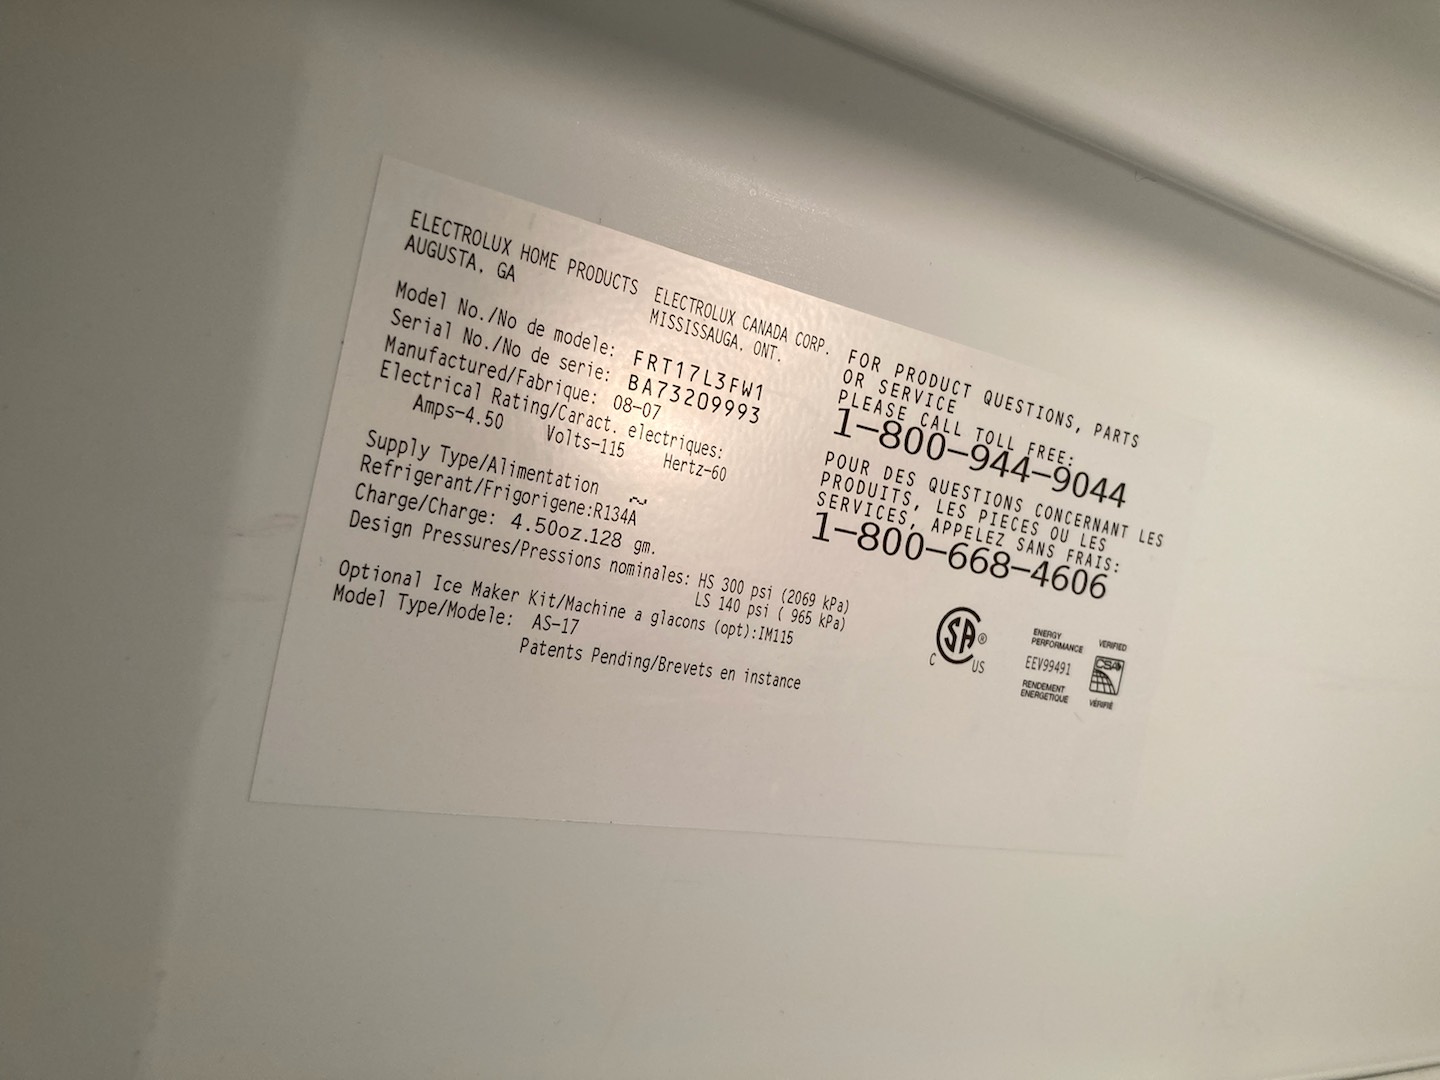 ELECTROLUX HOME PRODUCTS
AUGUSTA, GA
ELECTROLUX CANADA CORP.
MISSISSAUGA, ONT.
Model No./No de modele: FRT17L3FW1
Serial No./No de serie: BA73209993
Manufactured/Fabrique: 08-07
Electrical Rating/Caract. electriques:
Amps-4.50 Volts-115 Hertz-60
Supply Type/Alimentation ~
Refrigerant/Frigorigene:R134A
Charge/Charge: 4.50oz.128 gm.
Design Pressures/Pressions nominales: HS 300 psi (2069 kPa)
LS 140 psi ( 965 kPa)
Optional Ice Maker Kit/Machine a glacons (opt):IM115
Model Type/Modele: AS-17
Patents Pending/Brevets en instance
FOR PRODUCT QUESTIONS, PARTS
OR SERVICE
PLEASE CALL TOLL FREE:
1-800-944-9044
POUR DES QUESTIONS CONCERNANT LES
PRODUITS, LES PIECES OU LES
SERVICES, APPELEZ SANS FRAIS:
1-800-668-4606
SA®
C US
ENERGY
PERFORMANCE
EEV99491
RENDEMENT
ENERGETIQUE
VERIFIED
CSA
VÉRIFIÉ